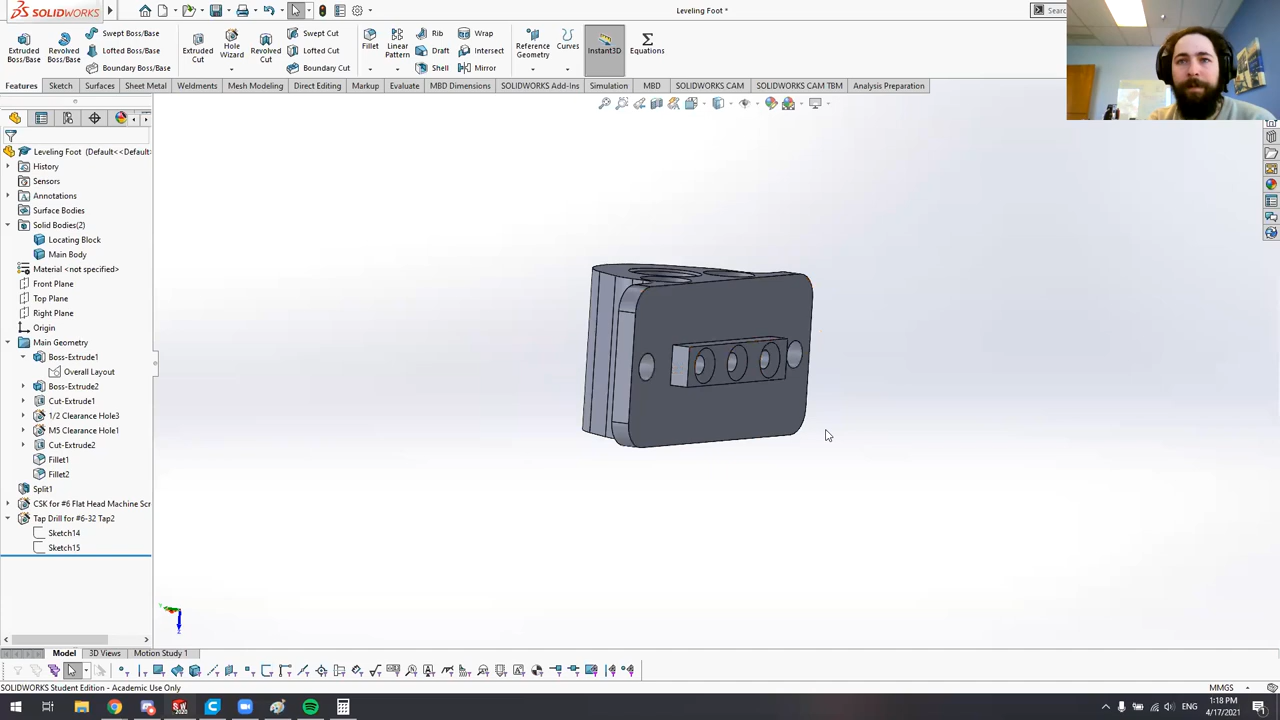 SOLIDWORKS
Leveling Foot *
Sear
Extruded Boss/Base
Revolved Boss/Base
Swept Boss/Base
Lofted Boss/Base
Boundary Boss/Base
Extruded Cut
Hole Wizard
Revolved Cut
Swept Cut
Lofted Cut
Boundary Cut
Fillet
Linear Pattern
Rib
Draft
Shell
Wrap
Intersect
Mirror
Reference Geometry
Curves
Instant3D
Equations
Features
Sketch
Surfaces
Sheet Metal
Weldments
Mesh Modeling
Direct Editing
Markup
Evaluate
MBD Dimensions
SOLIDWORKS Add-Ins
Simulation
MBD
SOLIDWORKS CAM
SOLIDWORKS CAM TBM
Analysis Preparation
Leveling Foot (Default<<Default
History
Sensors
Annotations
Surface Bodies
Solid Bodies(2)
Locating Block
Main Body
Material <not specified>
Front Plane
Top Plane
Right Plane
Origin
Main Geometry
Boss-Extrude1
Overall Layout
Boss-Extrude2
Cut-Extrude1
1/2 Clearance Hole3
M5 Clearance Hole1
Cut-Extrude2
Fillet1
Fillet2
Split1
CSK for #6 Flat Head Machine Scr
Tap Drill for #6-32 Tap2
Sketch14
Sketch15
Model
3D Views
Motion Study 1
SOLIDWORKS Student Edition - Academic Use Only
MMGS
ENG
1:18 PM
4/17/2021